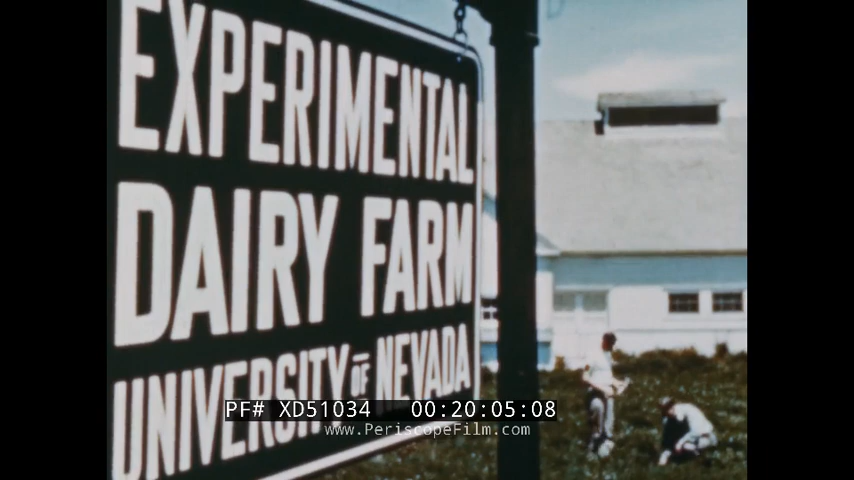 EXPERIMENTAL
DAIRY FARM
UNIVERSITY OF NEVADA
PF# XD51034 00:20:05:08
www.PeriscopeFilm.com